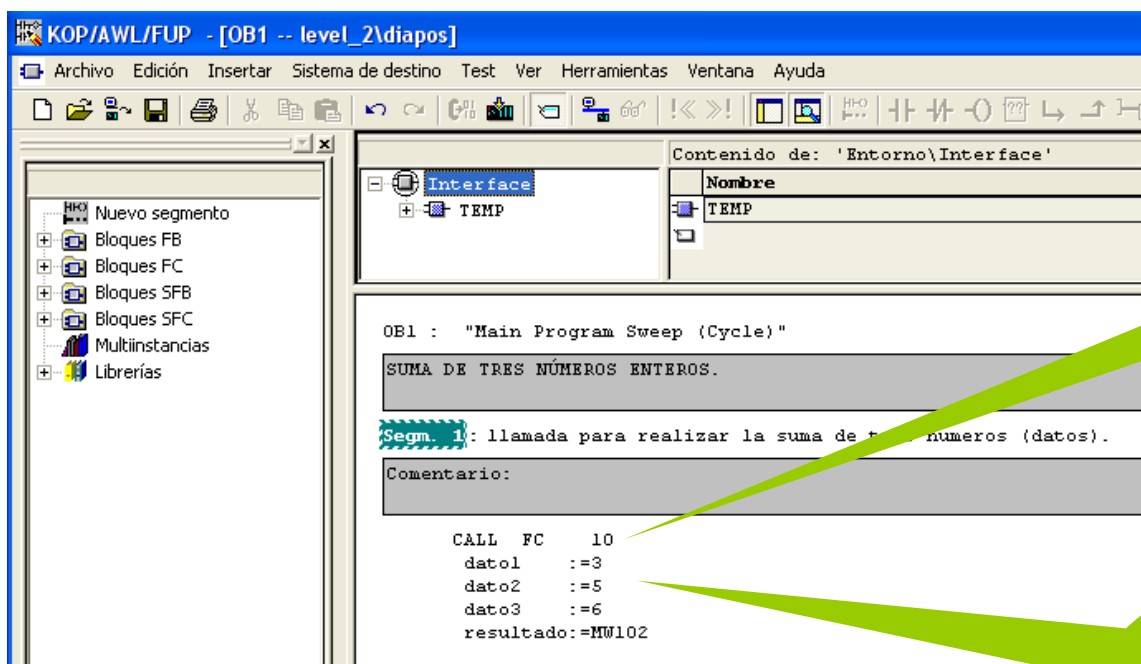 KOP/AWL/FUP - [OB1 -- level_2\diapos]
Archivo Edición Insertar Sistema de destino Test Ver Herramientas Ventana Ayuda
Nuevo segmento
Bloques FB
Bloques FC
Bloques SFB
Bloques SFC
Multiinstancias
Librerías
Interface
TEMP
Contenido de: 'Entorno\Interface'
Nombre
TEMP
OB1 : "Main Program Sweep (Cycle)"
SUMA DE TRES NÚMEROS ENTEROS.
Segm. 1: llamada para realizar la suma de numeros (datos).
Comentario:
CALL FC 10
dato1 :=3
dato2 :=5
dato3 :=6
resultado:=MW102